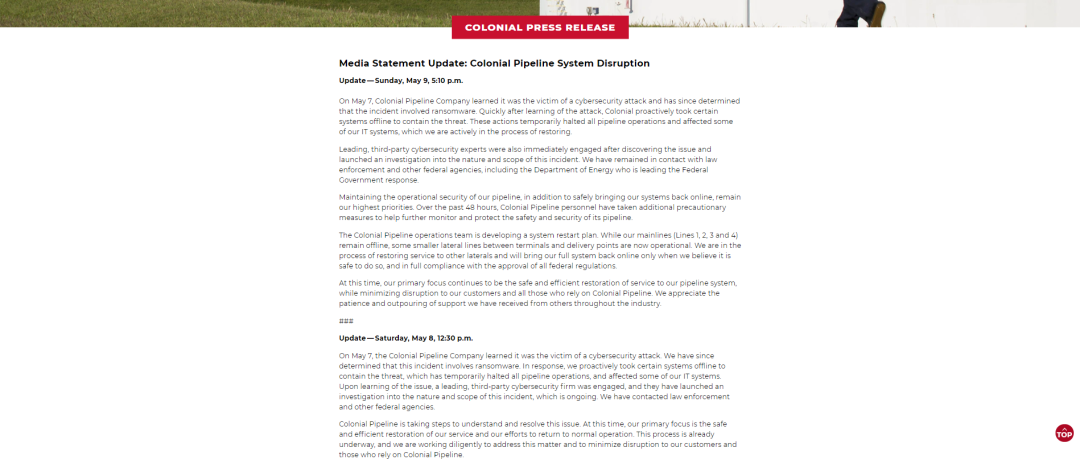 COLONIAL PRESS RELEASE
Media Statement Update: Colonial Pipeline System Disruption
Update — Sunday, May 9, 5:10 p.m.
On May 7, Colonial Pipeline Company learned it was the victim of a cybersecurity attack and has since determined
that the incident involved ransomware. Quickly after learning of the attack, Colonial proactively took certain
systems offline to contain the threat. These actions temporarily halted all pipeline operations and affected some
of our IT systems, which we are actively in the process of restoring.
Leading, third-party cybersecurity experts were also immediately engaged after discovering the issue and
launched an investigation into the nature and scope of this incident. We have remained in contact with law
enforcement and other federal agencies, including the Department of Energy who is leading the Federal
Government response.
Maintaining the operational security of our pipeline, in addition to safely bringing our systems back online, remain
our highest priorities. Over the past 48 hours, Colonial Pipeline personnel have taken additional precautionary
measures to help further monitor and protect the safety and security of its pipeline.
The Colonial Pipeline operations team is developing a system restart plan. While our mainlines (Lines 1, 2, 3 and 4)
remain offline, some smaller lateral lines between terminals and delivery points are now operational. We are in the
process of restoring service to other laterals and will bring our full system back online only when we believe it is
safe to do so, and in full compliance with the approval of all federal regulations.
At this time, our primary focus continues to be the safe and efficient restoration of service to our pipeline system,
while minimizing disruption to our customers and all those who rely on Colonial Pipeline. We appreciate the
patience and outpouring of support we have received from others throughout the industry.
###
Update — Saturday, May 8, 12:30 p.m.
On May 7, the Colonial Pipeline Company learned it was the victim of a cybersecurity attack. We have since
determined that this incident involves ransomware. In response, we proactively took certain systems offline to
contain the threat, which has temporarily halted all pipeline operations, and affected some of our IT systems.
Upon learning of the issue, a leading, third-party cybersecurity firm was engaged, and they have launched an
investigation into the nature and scope of this incident, which is ongoing. We have contacted law enforcement
and other federal agencies.
Colonial Pipeline is taking steps to understand and resolve this issue. At this time, our primary focus is the safe
and efficient restoration of our service and our efforts to return to normal operation. This process is already
underway, and we are working diligently to address this matter and to minimize disruption to our customers and
those who rely on Colonial Pipeline.
TOP